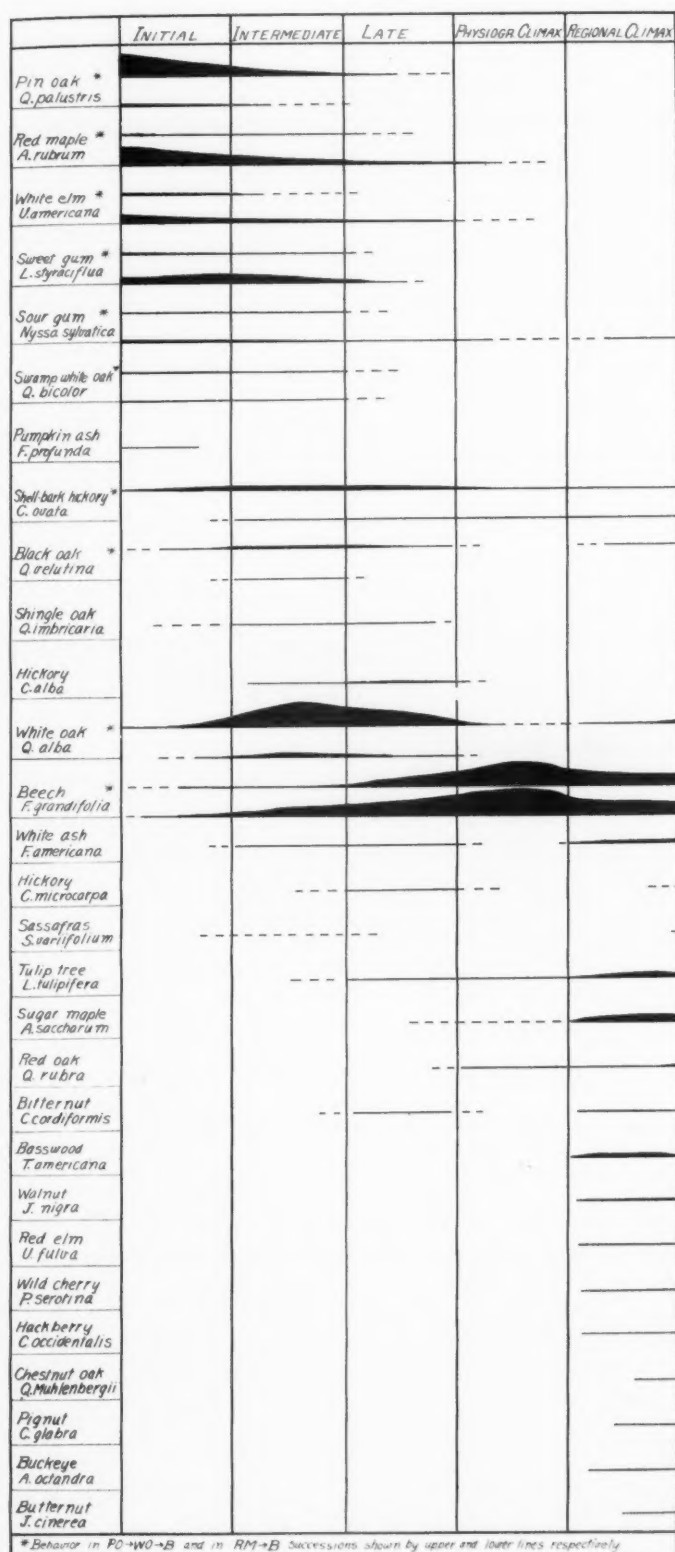 INITIAL INTERMEDIATE LATE PHYSIOGR. CLIMAX REGIONAL CLIMAX
Pin oak *
Q. palustris
Red maple *
A. rubrum
White elm *
U. americana
Sweet gum *
L. styraciflua
Sour gum *
Nyssa sylvatica
Swamp white oak *
Q. bicolor
Pumpkin ash
F. profunda
Shell-bark hickory *
C. ovata
Black oak *
Q. velutina
Shingle oak
Q. imbricaria
Hickory
C. alba
White oak *
Q. alba
Beech *
F. grandifolia
White ash
F. americana
Hickory
C. microcarpa
Sassafras
S. variifolium
Tulip tree
L. tulipifera
Sugar maple
A. saccharum
Red oak
Q. rubra
Bitternut
C. cordiformis
Basswood
T. americana
Walnut
J. nigra
Red elm
U. fulva
Wild cherry
P. serotina
Hackberry
C. occidentalis
Chestnut oak
Q. Muhlenbergii
Pignut
C. glabra
Buckeye
A. octandra
Butternut
J. cinerea
* Behavior in PO→WO→B and in RM→B successions shown by upper and lower lines respectively